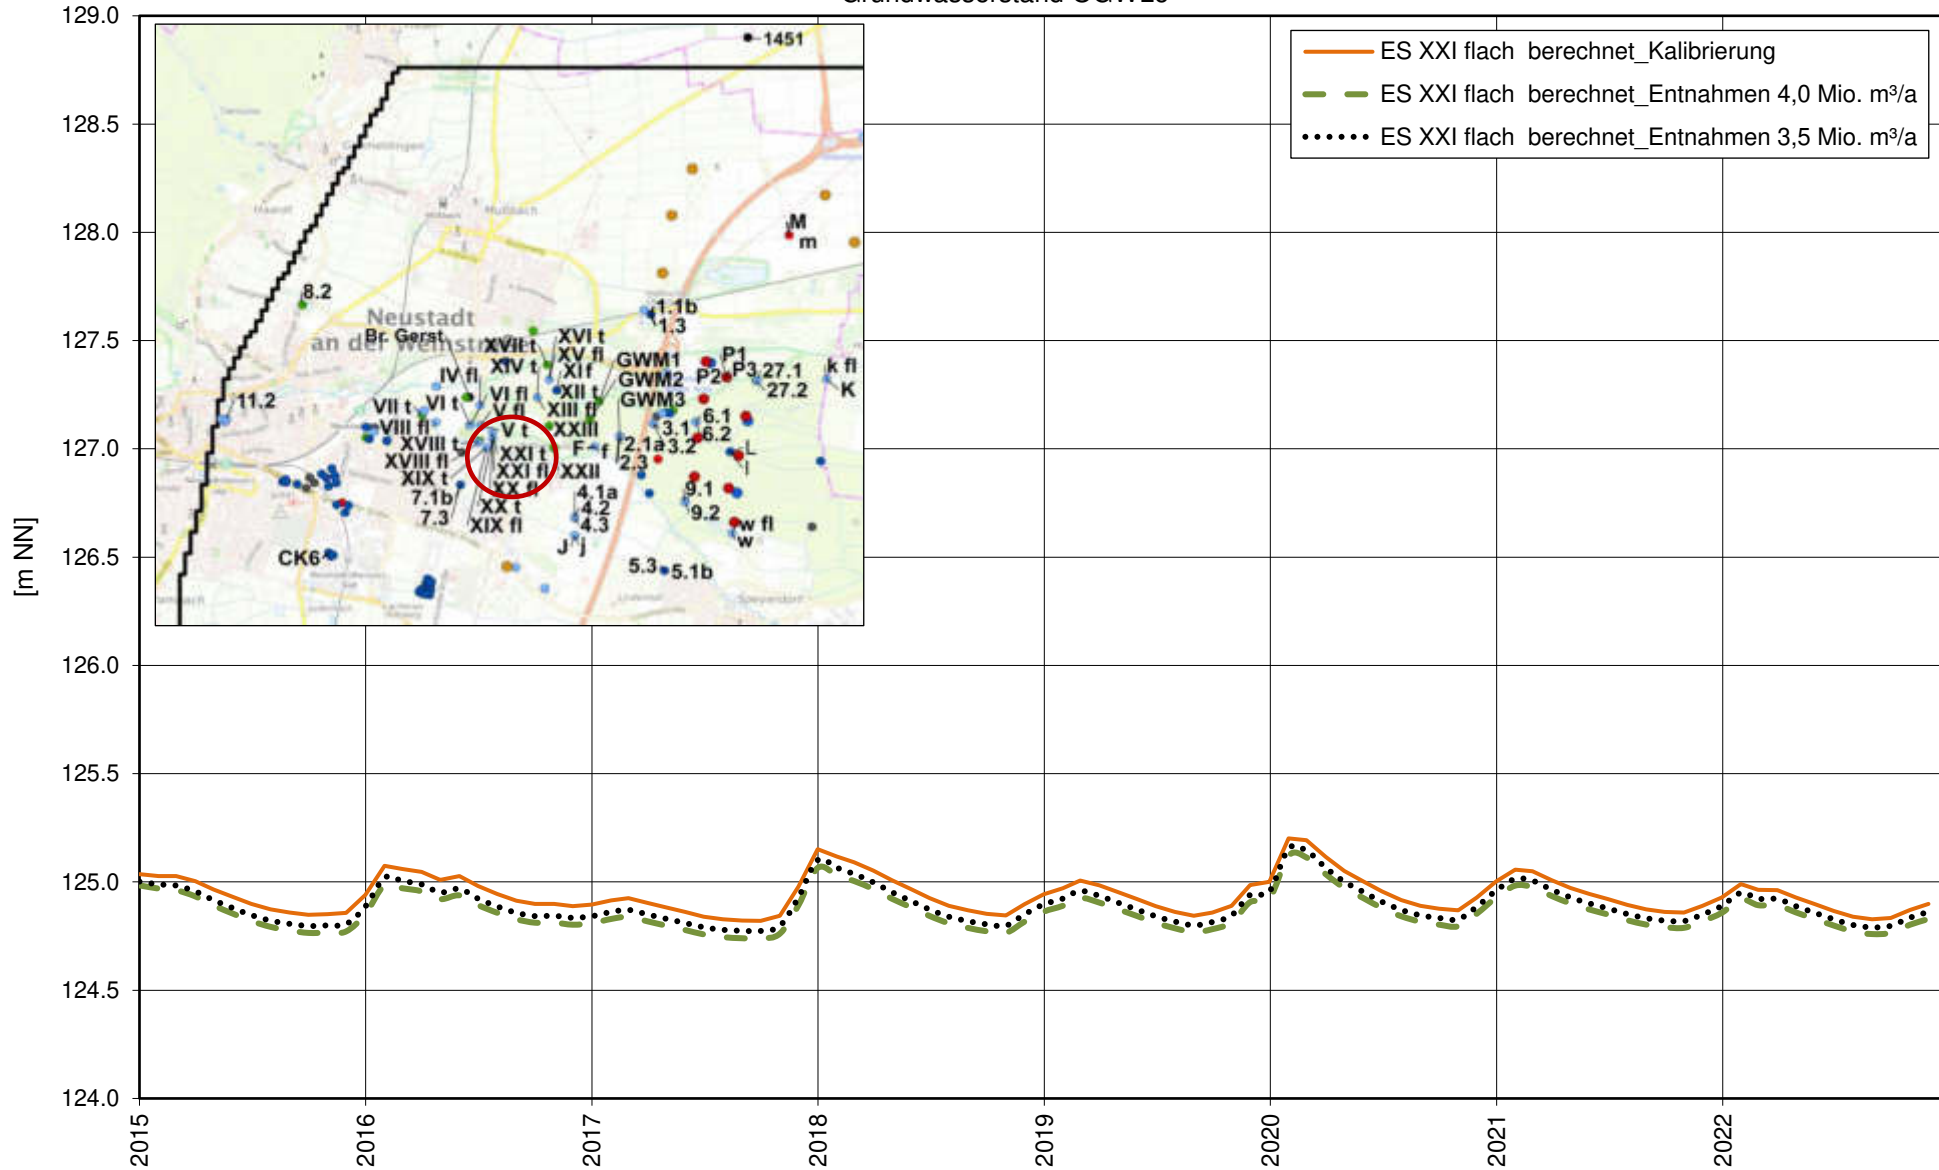 129.0
128.5
128.0
127.5
127.0
126.5
126.0
125.5
125.0
124.5
124.0
[m NN]
2015
2016
2017
2018
2019
2020
2021
2022
ES XXI flach berechnet_Kalibrierung
ES XXI flach berechnet_Entnahmen 4,0 Mio. m³/a
ES XXI flach berechnet_Entnahmen 3,5 Mio. m³/a
1451
M
m
8.2
Neustadt
an der Weinstraße
Br. Gerst
1.1b
1.3
XVII t
XVI t
XV fl
XIV t
XI f
XII t
XIII fl
XXIII
GWM1
GWM2
GWM3
P1
P2
P3
27.1
27.2
k fl
K
IV fl
VI fl
VI t
V fl
VII t
VIII fl
V t
11.2
XVIII t
XVIII fl
XIX t
XXI t
XXI fl
XXII
XX fl
XX t
XIX fl
7.1b
7.3
F
f
2.1a
2.3
3.1
3.2
6.1
6.2
L
l
4.1a
4.2
4.3
J
j
9.1
9.2
w fl
w
CK6
5.3
5.1b
Mußbach
Haardt
Speyerdorf